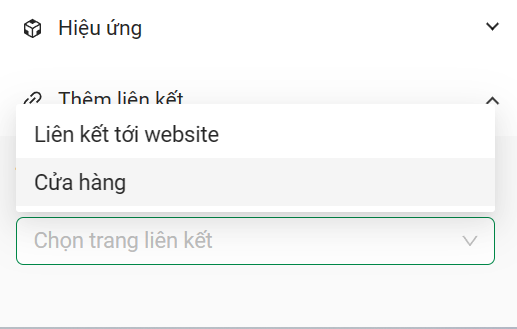 Hiệu ứng
Thêm liên kết
Liên kết tới website
Cửa hàng
Chọn trang liên kết